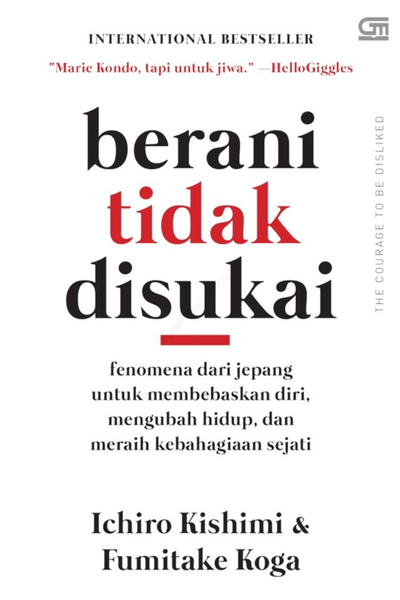 GM
INTERNATIONAL BESTSELLER
"Marie Kondo, tapi untuk jiwa." —HelloGiggles
berani
tidak
disukai
THE COURAGE TO BE DISLIKED
fenomena dari jepang
untuk membebaskan diri,
mengubah hidup, dan
meraih kebahagiaan sejati
Ichiro Kishimi &
Fumitake Koga